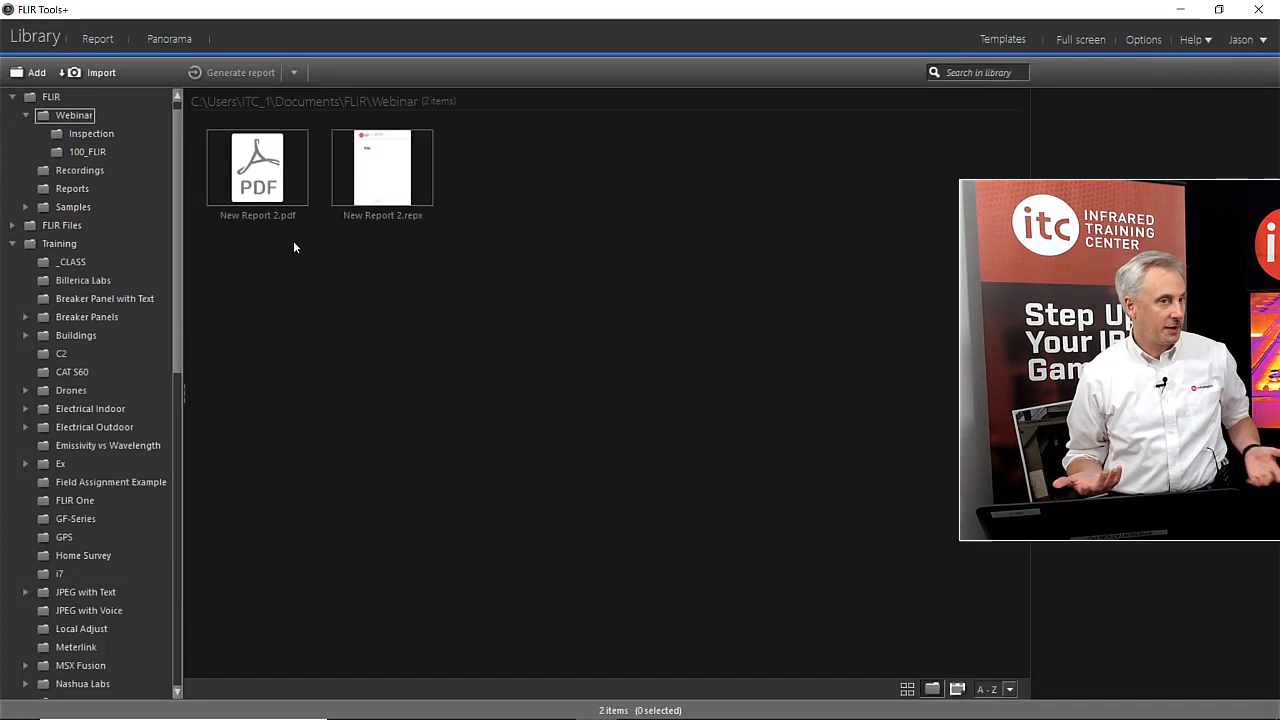 FLIR Tools+
Library
Report
Panorama
Templates
Full screen
Options
Help
Jason
Add
Import
Generate report
Search in library
C:\Users\ITC_1\Documents\FLIR\Webinar (2 items)
FLIR
Webinar
Inspection
100_FLIR
Recordings
Reports
Samples
FLIR Files
Training
_CLASS
Billerica Labs
Breaker Panel with Text
Breaker Panels
Buildings
C2
CAT S60
Drones
Electrical Indoor
Electrical Outdoor
Emissivity vs Wavelength
Ex
Field Assignment Example
FLIR One
GF-Series
GPS
Home Survey
i7
JPEG with Text
JPEG with Voice
Local Adjust
Meterlink
MSX Fusion
Nashua Labs
PDF
New Report 2.pdf
New Report 2.repx
itc
INFRARED
TRAINING
CENTER
Step Up
Your IR
Gam
A - Z
2 items (0 selected)